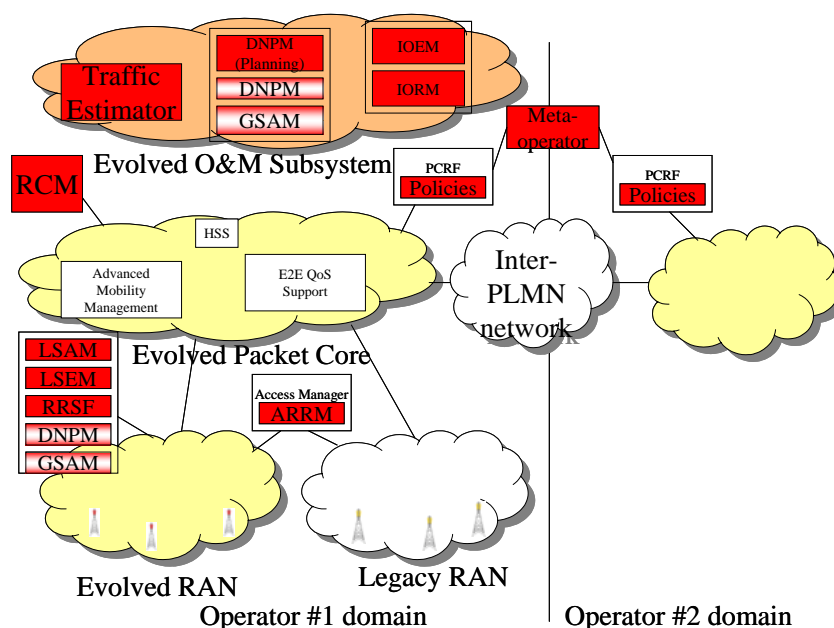 DNPM
(Planning)
DNPM
GSAM
IOEM
IORM
Traffic
Estimator
Meta-
operator
Evolved O&M Subsystem
PCRF
Policies
PCRF
Policies
RCM
HSS
Advanced
Mobility
Management
E2E QoS
Support
Inter-
PLMN
network
Evolved Packet Core
LSAM
LSEM
RRSF
DNPM
GSAM
Access Manager
ARRM
Evolved RAN
Legacy RAN
Operator #1 domain
Operator #2 domain